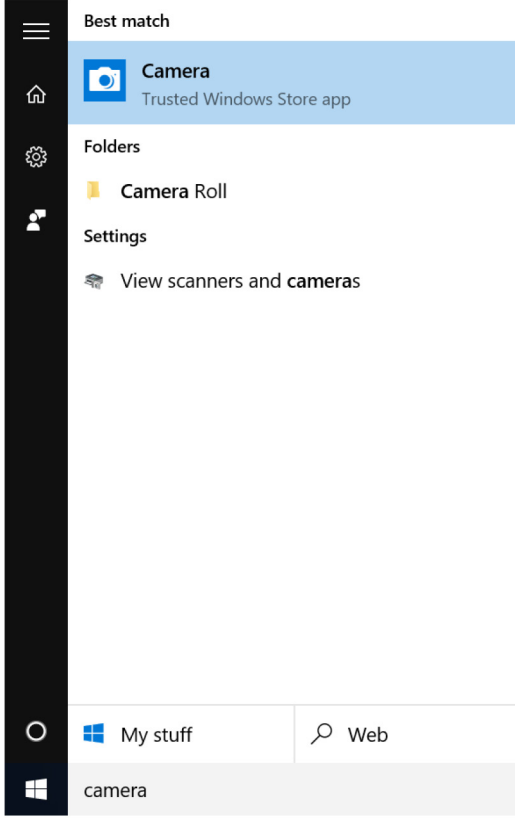 Best match
Camera
Trusted Windows Store app
Folders
Camera Roll
Settings
View scanners and cameras
My stuff
Web
camera